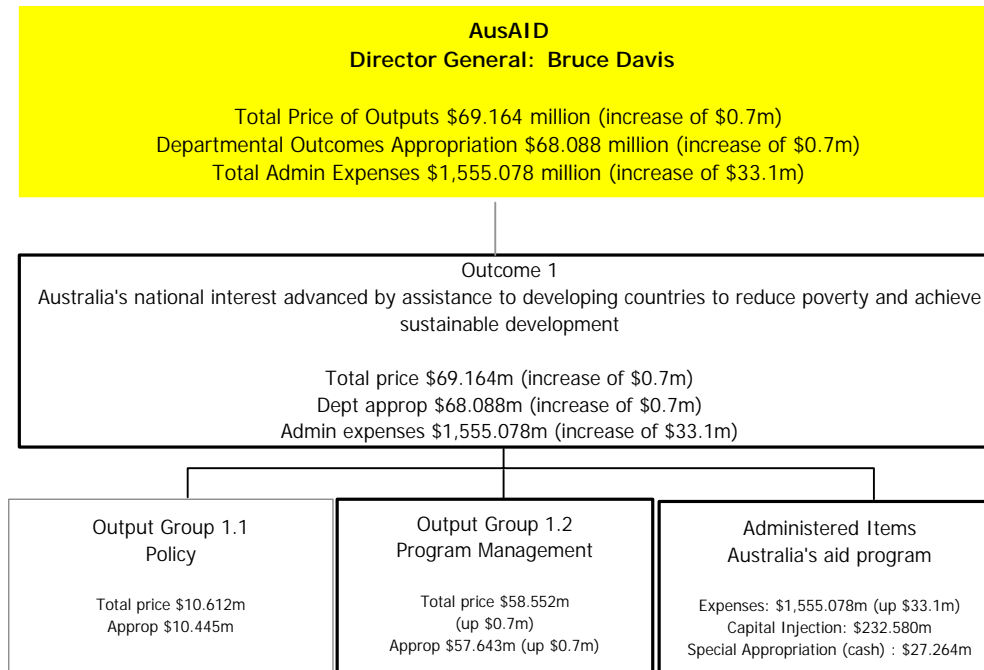 AusAID
Director General: Bruce Davis
Total Price of Outputs $69.164 million (increase of $0.7m)
Departmental Outcomes Appropriation $68.088 million (increase of $0.7m)
Total Admin Expenses $1,555.078 million (increase of $33.1m)
Outcome 1
Australia's national interest advanced by assistance to developing countries to reduce poverty and achieve
sustainable development
Total price $69.164m (increase of $0.7m)
Dept approp $68.088m (increase of $0.7m)
Admin expenses $1,555.078m (increase of $33.1m)
Output Group 1.1
Policy
Total price $10.612m
Approp $10.445m
Output Group 1.2
Program Management
Total price $58.552m
(up $0.7m)
Approp $57.643m (up $0.7m)
Administered Items
Australia's aid program
Expenses: $1,555.078m (up $33.1m)
Capital Injection: $232.580m
Special Appropriation (cash) : $27.264m